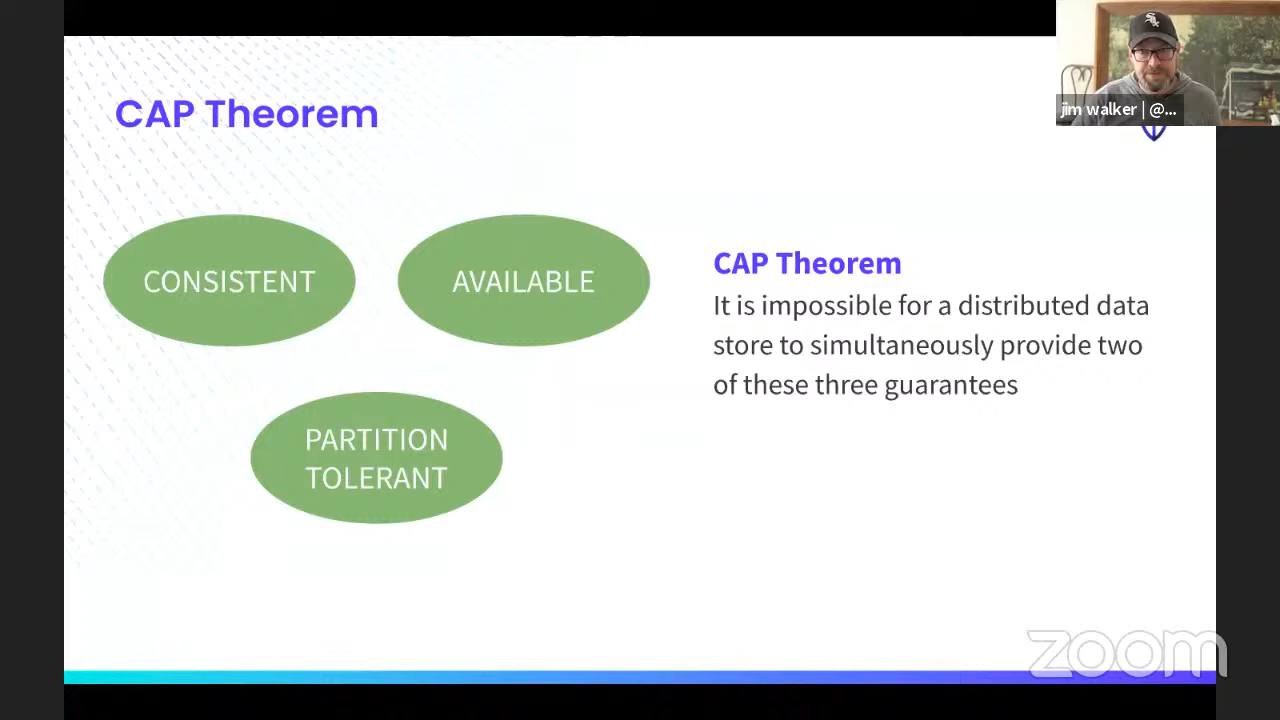 CAP Theorem
jim walker | @...
CONSISTENT
AVAILABLE
PARTITION
TOLERANT
CAP Theorem
It is impossible for a distributed data
store to simultaneously provide two
of these three guarantees
zoom